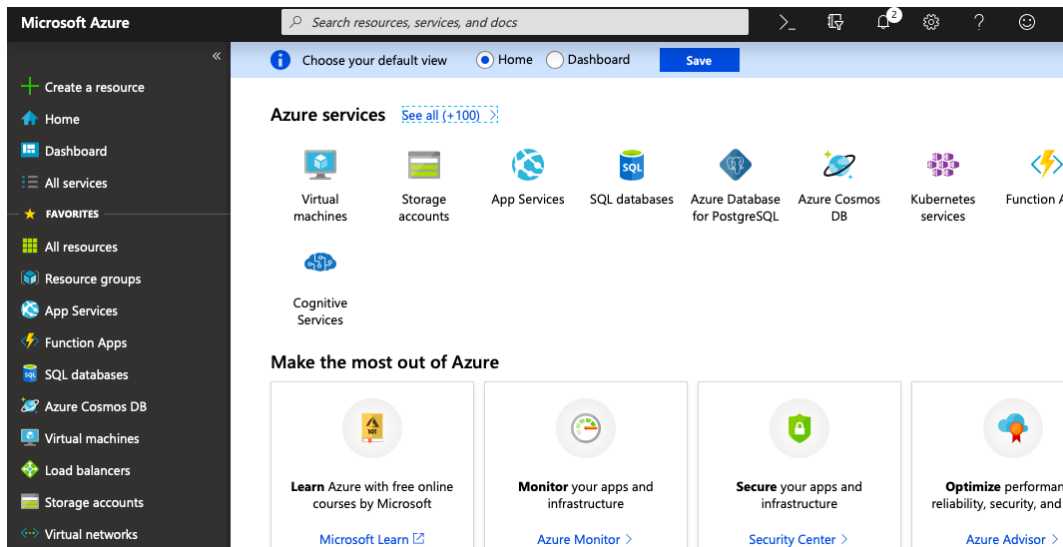 Microsoft Azure
Search resources, services, and docs
2
Create a resource
Home
Dashboard
All services
FAVORITES
All resources
Resource groups
App Services
Function Apps
SQL databases
Azure Cosmos DB
Virtual machines
Load balancers
Storage accounts
Virtual networks
Choose your default view
Home
Dashboard
Save
Azure services
See all (+100)
Virtual
machines
Storage
accounts
App Services
SQL
SQL databases
Azure Database
for PostgreSQL
Azure Cosmos
DB
Kubernetes
services
Function A
Cognitive
Services
Make the most out of Azure
Learn Azure with free online
courses by Microsoft
Microsoft Learn
Monitor your apps and
infrastructure
Azure Monitor
Secure your apps and
infrastructure
Security Center
Optimize performan
reliability, security, and
Azure Advisor